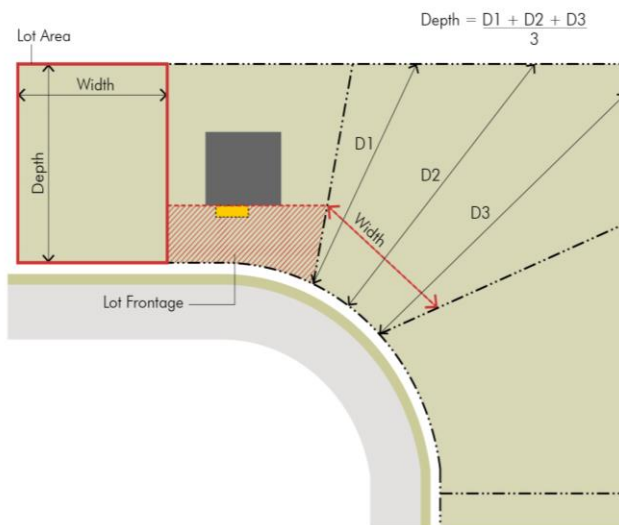 Depth = D1 + D2 + D3
3
Lot Area
Width
Depth
D1
D2
D3
Width
Lot Frontage